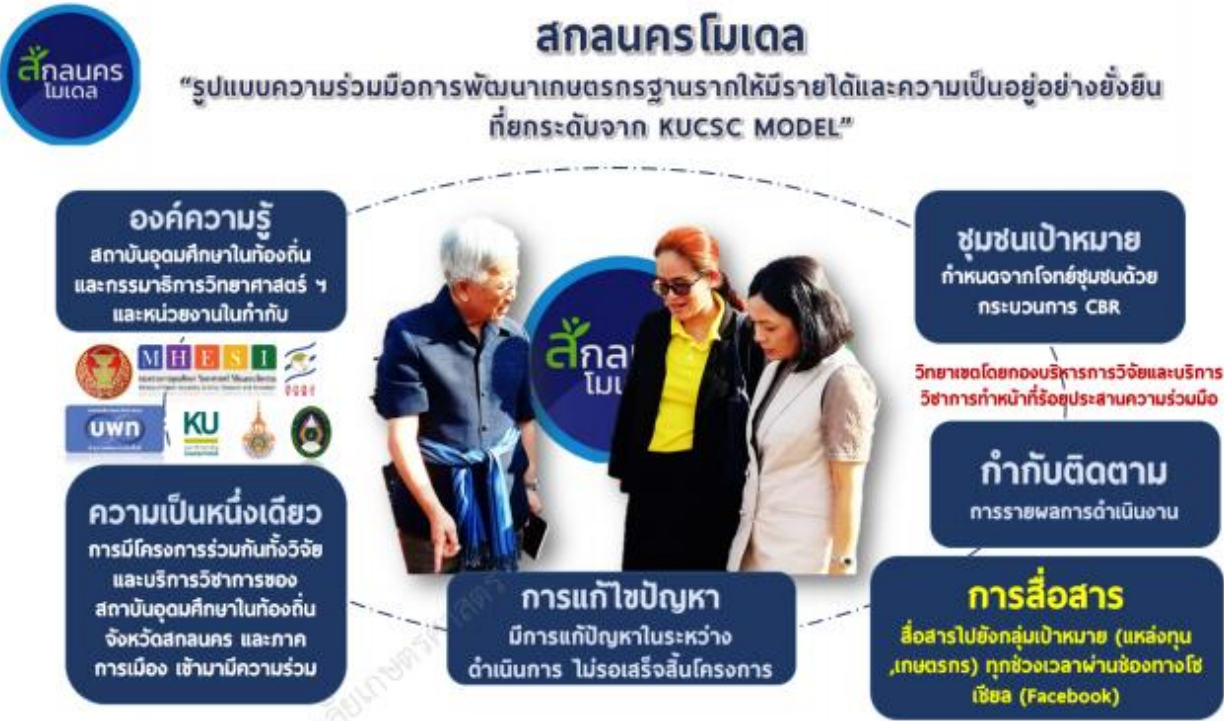 สกลนคร
โมเดล
สกลนครโมเดล
“รูปแบบความร่วมมือการพัฒนาเกษตรกรฐานรากให้มีรายได้และความเป็นอยู่อย่างยั่งยืน
ที่ยกระดับจาก KUCSC MODEL”
องค์ความรู้
สถาบันอุดมศึกษาในท้องถิ่น
และกรรมาธิการวิทยาศาสตร์ ฯ
และหน่วยงานในกำกับ
MHESI
บพท
KU
ความเป็นหนึ่งเดียว
การมีโครงการร่วมกันทั้งวิจัย
และบริการวิชาการของ
สถาบันอุดมศึกษาในท้องถิ่น
จังหวัดสกลนคร และภาค
การเมือง เข้ามามีความร่วม
สกล
โมเ
การแก้ไขปัญหา
มีการแก้ปัญหาในระหว่าง
ดำเนินการ ไม่รอเสร็จสิ้นโครงการ
ชุมชนเป้าหมาย
กำหนดจากโจทย์ชุมชนด้วย
กระบวนการ CBR
วิทยาเขตโดยกองบริหารการวิจัยและบริการ
วิชาการทำหน้าที่ร้อยประสานความร่วมมือ
กำกับติดตาม
การรายผลการดำเนินงาน
การสื่อสาร
สื่อสารไปยังกลุ่มเป้าหมาย (แหล่งทุน
,เกษตรกร) ทุกช่วงเวลาผ่านช่องทางโซ
เชียล (Facebook)